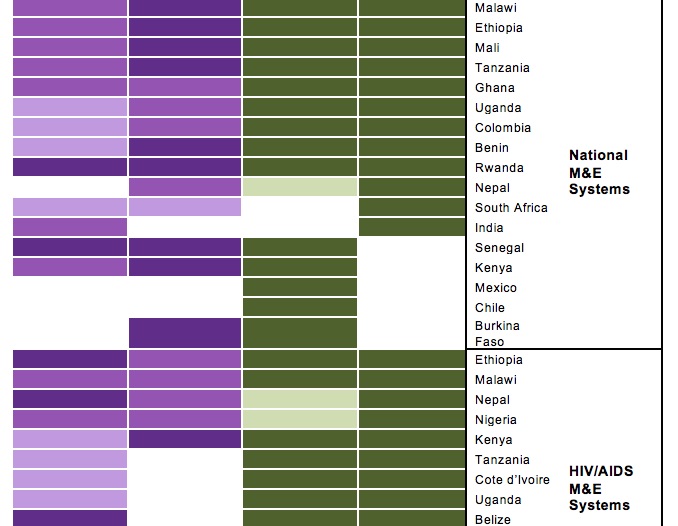 Malawi
Ethiopia
Mali
Tanzania
Ghana
Uganda
Colombia
Benin
Rwanda
Nepal
South Africa
India
Senegal
Kenya
Mexico
Chile
Burkina
Faso
National
M&E
Systems
Ethiopia
Malawi
Nepal
Nigeria
Kenya
Tanzania
Cote d'Ivoire
Uganda
Belize
HIV/AIDS
M&E
Systems